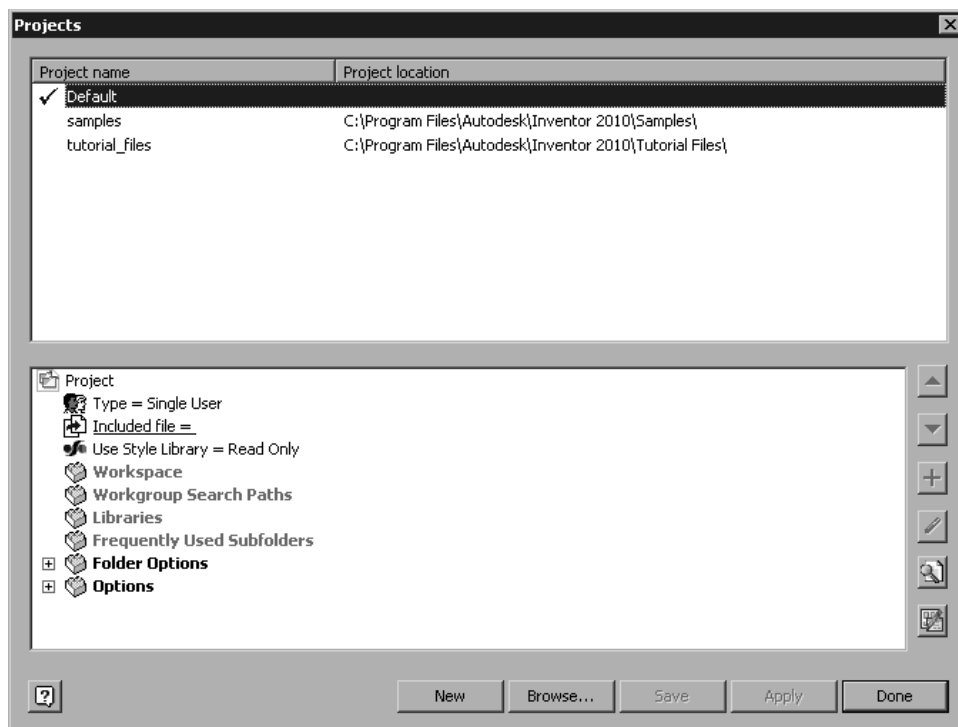 Projects
Project name Project location
Default
samples C:\Program Files\Autodesk\Inventor 2010\Samples\
tutorial_files C:\Program Files\Autodesk\Inventor 2010\Tutorial Files\
Project
Type = Single User
Included file =
Use Style Library = Read Only
Workspace
Workgroup Search Paths
Libraries
Frequently Used Subfolders
Folder Options
Options
New Browse... Save Apply Done